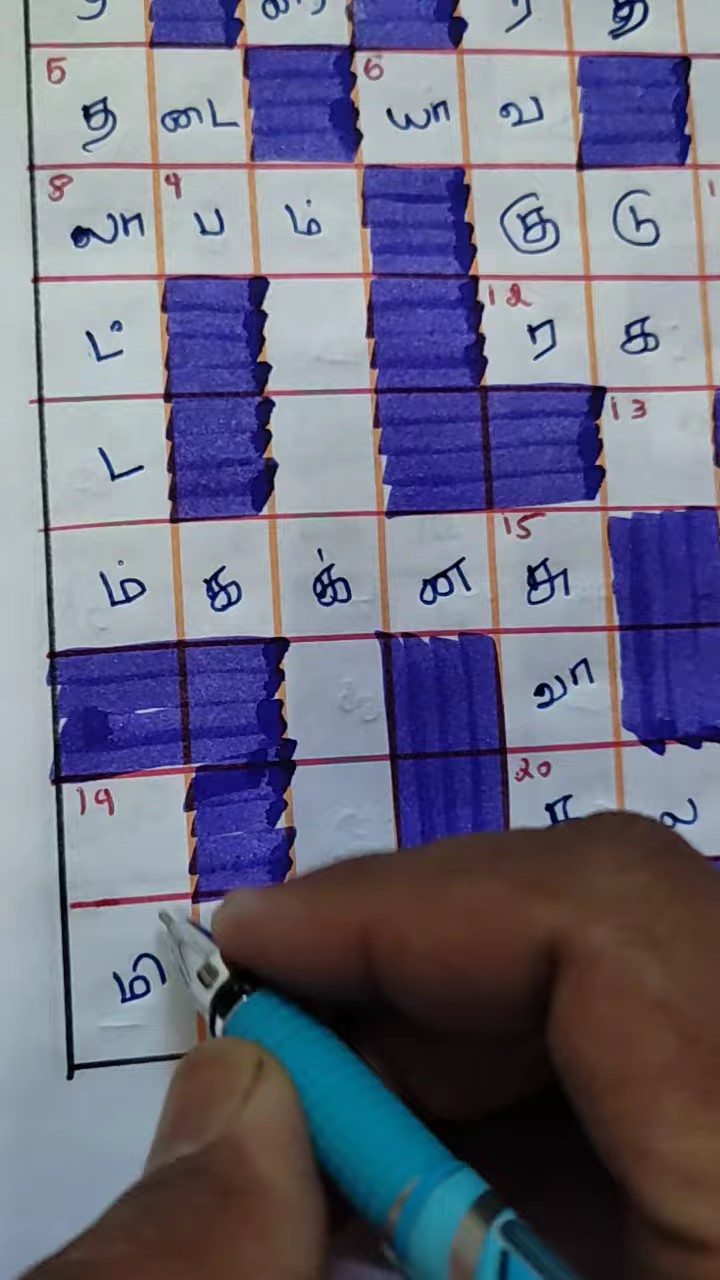 5 த டை 6 யா வ
8 லா 9 ப ம் கு டு
ட் 12 ர க
ட 13
ம் க க் ன 15 சு
வா
19 20 ல
மி